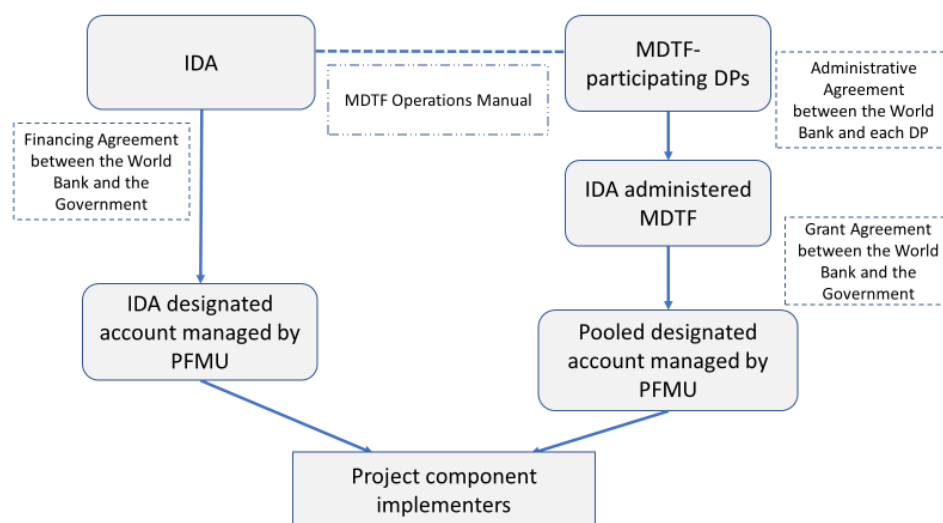 IDA
MDTF-
participating DPs
MDTF Operations Manual
Administrative
Agreement
between the World
Bank and each DP
Financing Agreement
between the World
Bank and the
Government
IDA administered
MDTF
Grant Agreement
between the World
Bank and the
Government
IDA designated
account managed by
PFMU
Pooled designated
account managed by
PFMU
Project component
implementers